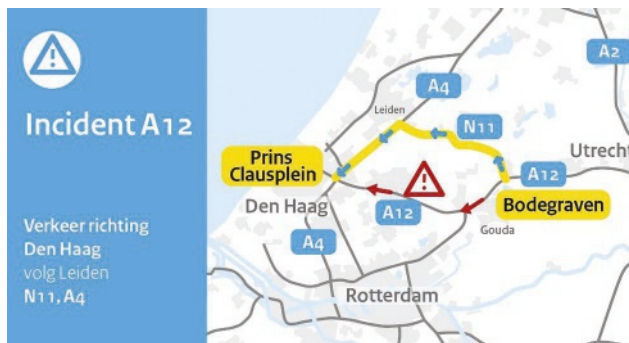 Incident A12
Verkeer richting
Den Haag
volg Leiden
N11, A4
A4
A2
Leiden
N11
Prins
Clausplein
Utrecht
A12
Den Haag
A12
Bodegraven
Gouda
A4
Rotterdam